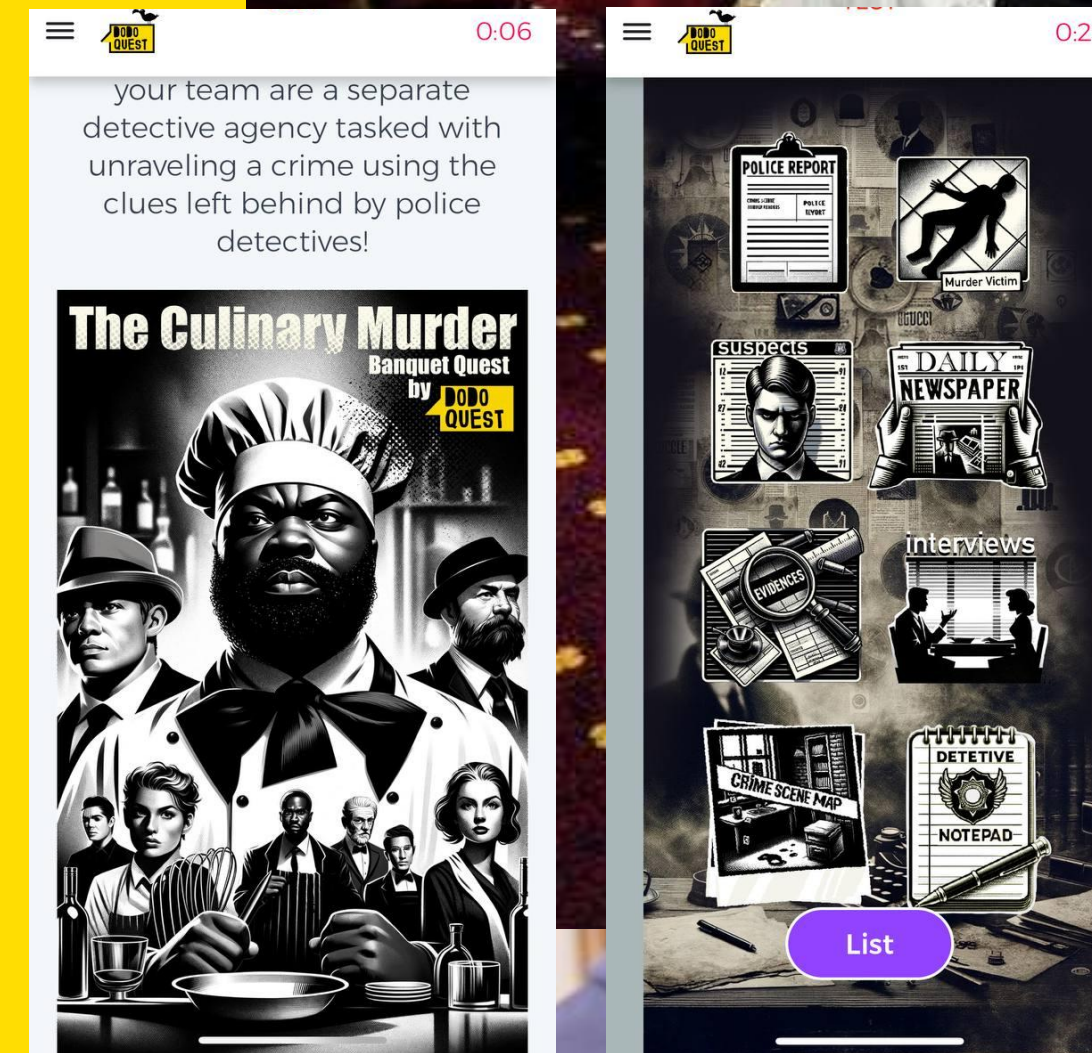 DODO
QUEST
0:06
your team are a separate
detective agency tasked with
unraveling a crime using the
clues left behind by police
detectives!
The Culinary Murder
Banquet Quest
by DODO
QUEST
DODO
QUEST
0:2
POLICE REPORT
POLICE
Murder Victim
suspects
DAILY
NEWSPAPER
EVIDENCES
interviews
CRIME SCENE MAP
DETETIVE
NOTEPAD
List